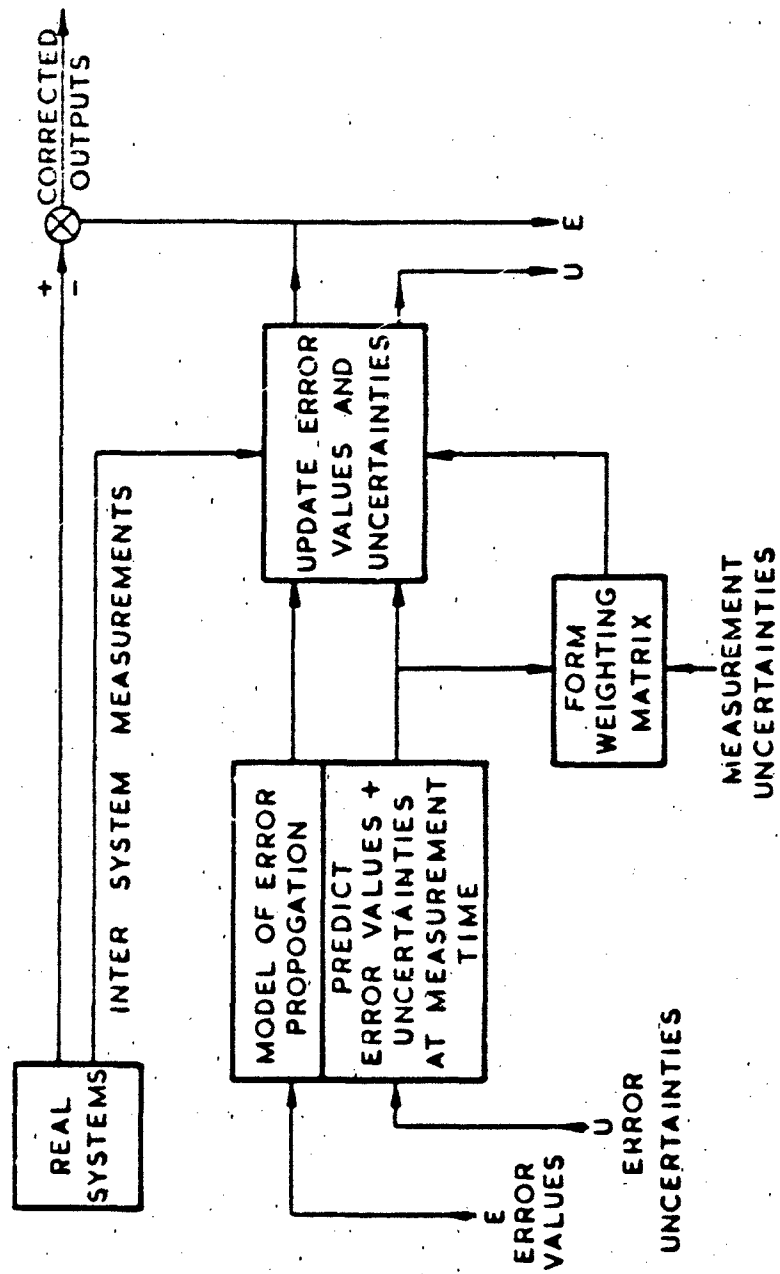 REAL
SYSTEMS
INTER SYSTEM MEASUREMENTS
+
-
CORRECTED
OUTPUTS
MODEL OF ERROR
PROPOGATION
PREDICT
ERROR VALUES +
UNCERTAINTIES
AT MEASUREMENT
TIME
UPDATE ERROR
VALUES AND
UNCERTAINTIES
E
ERROR
VALUES
U
ERROR
UNCERTAINTIES
FORM
WEIGHTING
MATRIX
MEASUREMENT
UNCERTAINTIES
U
E